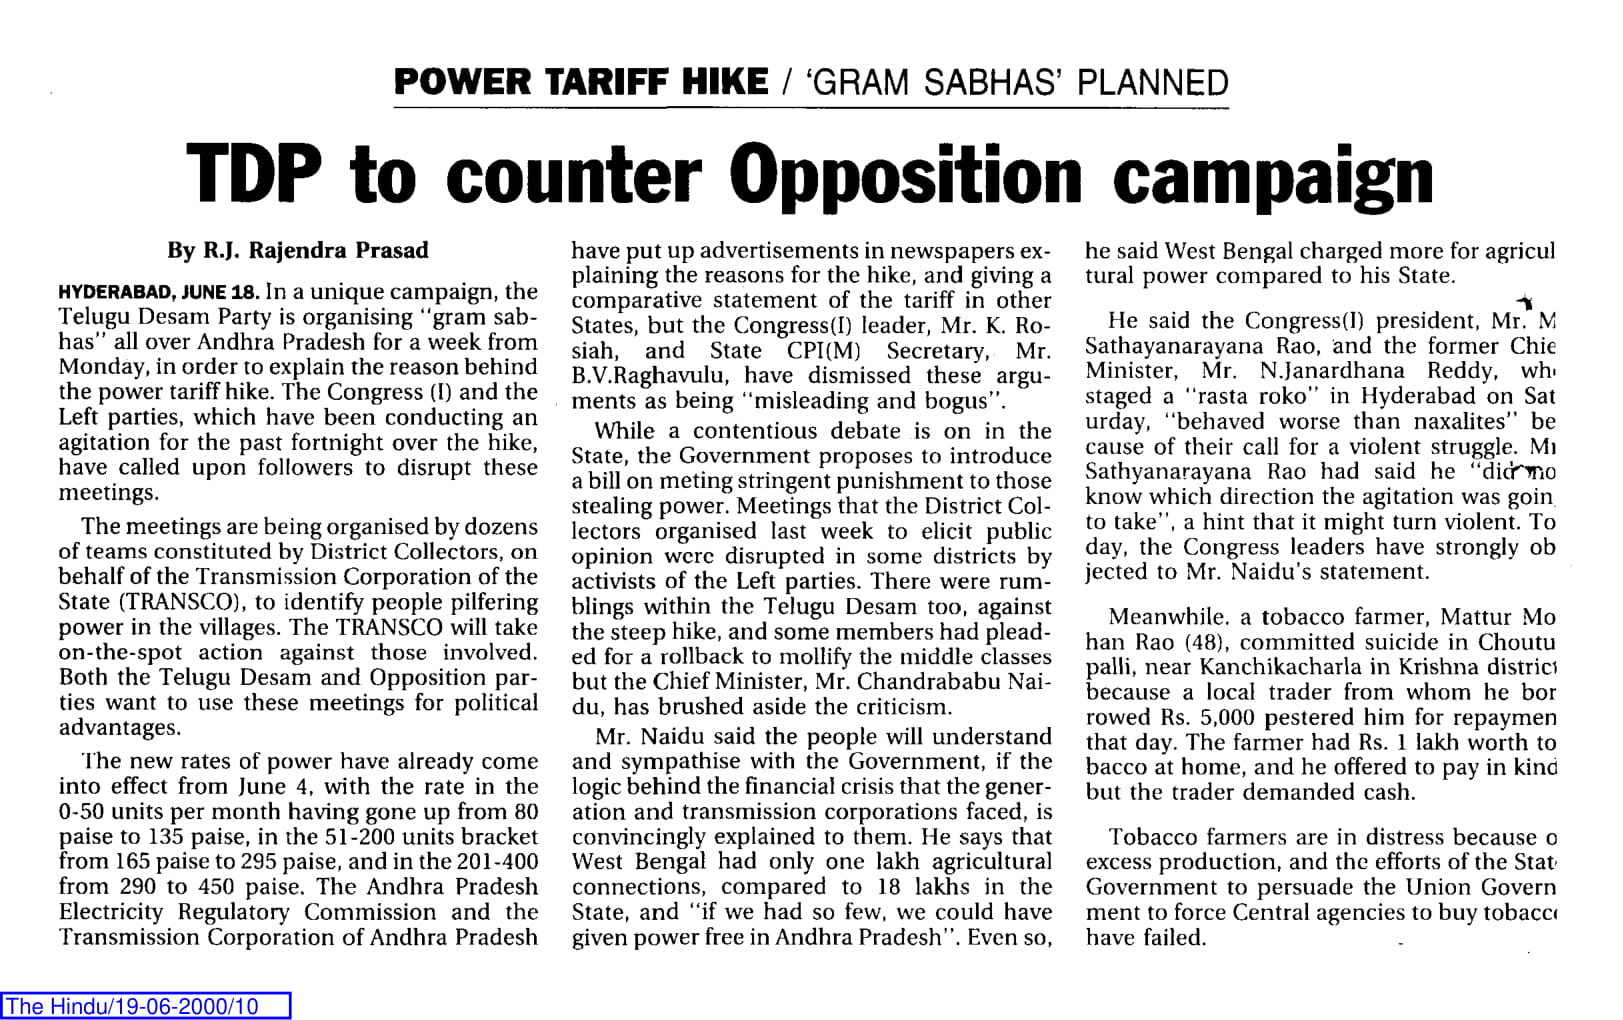 POWER TARIFF HIKE / ‘GRAM SABHAS’ PLANNED
TDP to counter Opposition campaign
By R.J. Rajendra Prasad
HYDERABAD, JUNE 18. In a unique campaign, the
Telugu Desam Party is organising “gram sab-
has” all over Andhra Pradesh for a week from
Monday, in order to explain the reason behind
the power tariff hike. The Congress (I) and the
Left parties, which have been conducting an
agitation for the past fortnight over the hike,
have called upon followers to disrupt these
meetings.
The meetings are being organised by dozens
of teams constituted by District Collectors, on
behalf of the Transmission Corporation of the
State (TRANSCO), to identify people pilfering
power in the villages. The TRANSCO will take
on-the-spot action against those involved.
Both the Telugu Desam and Opposition par-
ties want to use these meetings for political
advantages.
The new rates of power have already come
into effect from June 4, with the rate in the
0-50 units per month having gone up from 80
paise to 135 paise, in the 51-200 units bracket
from 165 paise to 295 paise, and in the 201-400
from 290 to 450 paise. The Andhra Pradesh
Electricity Regulatory Commission and the
Transmission Corporation of Andhra Pradesh
have put up advertisements in newspapers ex-
plaining the reasons for the hike, and giving a
comparative statement of the tariff in other
States, but the Congress(I) leader, Mr. K. Ro-
siah, and State CPI(M) Secretary, Mr.
B.V.Raghavulu, have dismissed these argu-
ments as being “misleading and bogus”.
While a contentious debate is on in the
State, the Government proposes to introduce
a bill on meting stringent punishment to those
stealing power. Meetings that the District Col-
lectors organised last week to elicit public
opinion were disrupted in some districts by
activists of the Left parties. There were rum-
blings within the Telugu Desam too, against
the steep hike, and some members had plead-
ed for a rollback to mollify the middle classes
but the Chief Minister, Mr. Chandrababu Nai-
du, has brushed aside the criticism.
Mr. Naidu said the people will understand
and sympathise with the Government, if the
logic behind the financial crisis that the gener-
ation and transmission corporations faced, is
convincingly explained to them. He says that
West Bengal had only one lakh agricultural
connections, compared to 18 lakhs in the
State, and “if we had so few, we could have
given power free in Andhra Pradesh”. Even so,
he said West Bengal charged more for agricul
tural power compared to his State.
He said the Congress(I) president, Mr. M
Sathayanarayana Rao, and the former Chie
Minister, Mr. N.Janardhana Reddy, wh
staged a “rasta roko” in Hyderabad on Sat
urday, “behaved worse than naxalites” be
cause of their call for a violent struggle. M
Sathyanarayana Rao had said he “did no
know which direction the agitation was goin
to take”, a hint that it might turn violent. To
day, the Congress leaders have strongly ob
jected to Mr. Naidu’s statement.
Meanwhile. a tobacco farmer, Mattur Mo
han Rao (48), committed suicide in Choutu
palli, near Kanchikacharla in Krishna district
because a local trader from whom he bor
rowed Rs. 5,000 pestered him for repaymen
that day. The farmer had Rs. 1 lakh worth to
bacco at home, and he offered to pay in kind
but the trader demanded cash.
Tobacco farmers are in distress because o
excess production, and the efforts of the Stat
Government to persuade the Union Govern
ment to force Central agencies to buy tobacc
have failed.
The Hindu/19-06-2000/10